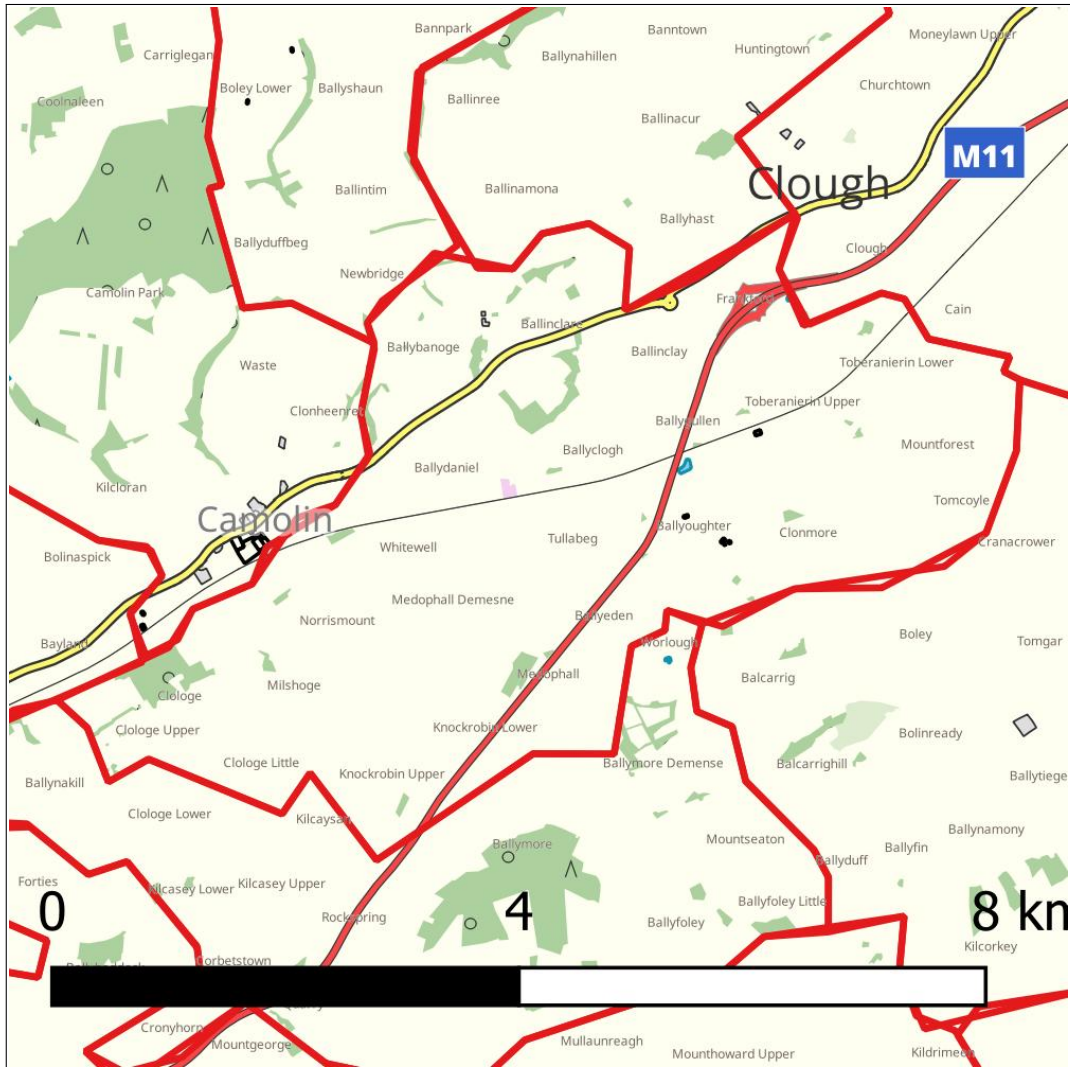 Bannpark
Banntown
Moneylawn Upper
Carriglegan
Ballynahillen
Huntingtown
Boley Lower
Ballyshaun
Churchtown
Coolnaleen
Ballinree
Ballinacur
M11
Ballintim
Ballinamona
Clough
Ballyhast
Ballyduffbeg
Clough
Newbridge
Camolin Park
Frankfort
Cain
Ballinclare
Ballybanoge
Ballinclay
Waste
Toberanierin Lower
Toberanierin Upper
Clonheenret
Ballygullen
Mountforest
Ballyclogh
Ballydaniel
Kilcloran
Tomcoyle
Camolin
Ballyoughter
Clonmore
Tullabeg
Cranacrower
Whitewell
Bolinaspick
Medophall Demesne
Ballyeden
Norrismount
Boley
Bayland
Worlough
Tomgar
Medophall
Balcarrig
Milshoge
Clologe
Knockrobin Lower
Clologe Upper
Bolinready
Clologe Little
Ballymore Demense
Balcarrighill
Knockrobin Upper
Ballytiege
Ballynakill
Clologe Lower
Kilcaysan
Ballynamony
Mountseaton
Ballymore
Ballyfin
Ballyduff
Forties
Kilcasey Lower
Kilcasey Upper
Ballyfoley Little
0
4
8 km
Rockspring
Ballyfoley
Kilcorkey
Corbetstown
Cronyhorn
Mountgeorge
Mullaunreagh
Mounthoward Upper
Kildrimeen